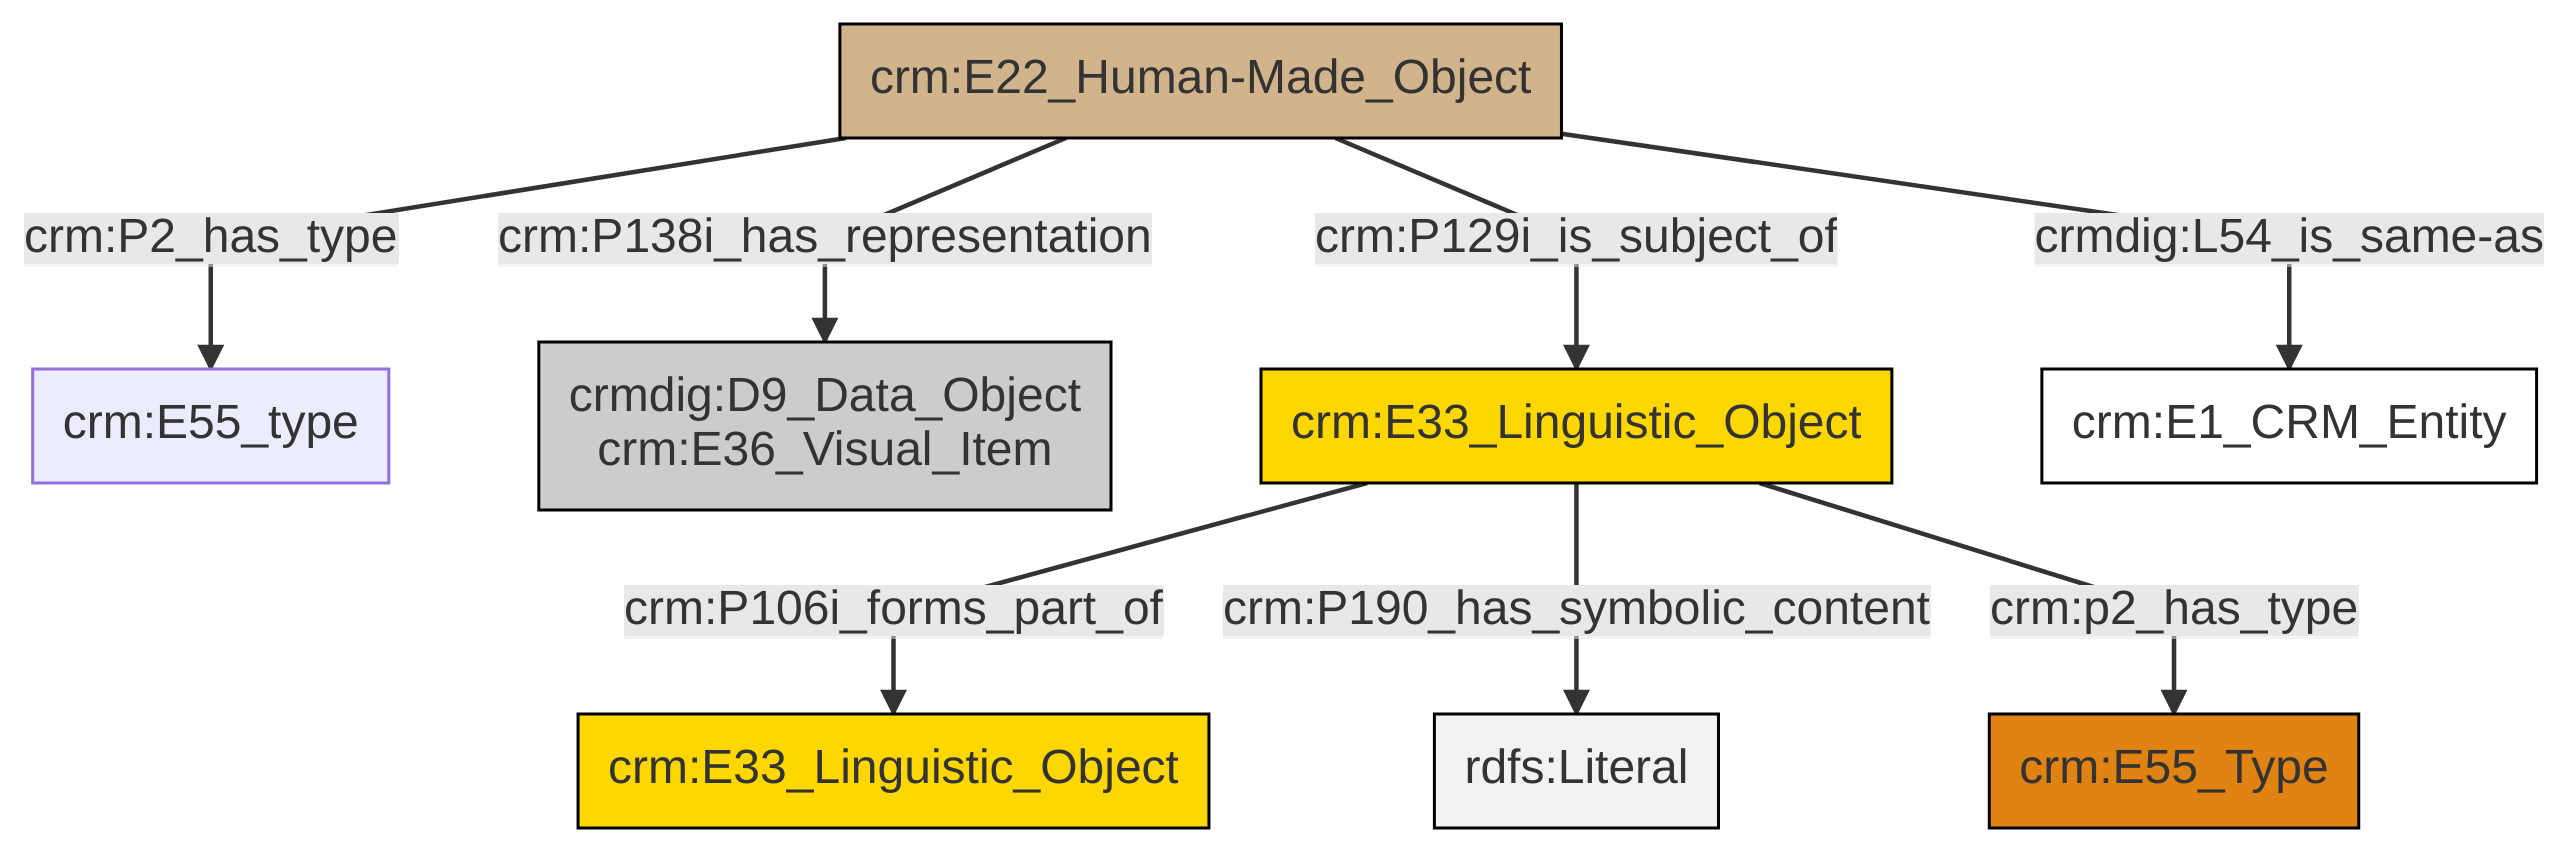 crm:E22_Human-Made_Object
crm:P2_has_type
crm:P138i_has_representation
crm:P129i_is_subject_of
crmdig:L54_is_same-as
crm:E55_type
crmdig:D9_Data_Object
crm:E36_Visual_Item
crm:E33_Linguistic_Object
crm:E1_CRM_Entity
crm:P106i_forms_part_of
crm:P190_has_symbolic_content
crm:p2_has_type
crm:E33_Linguistic_Object
rdfs:Literal
crm:E55_Type